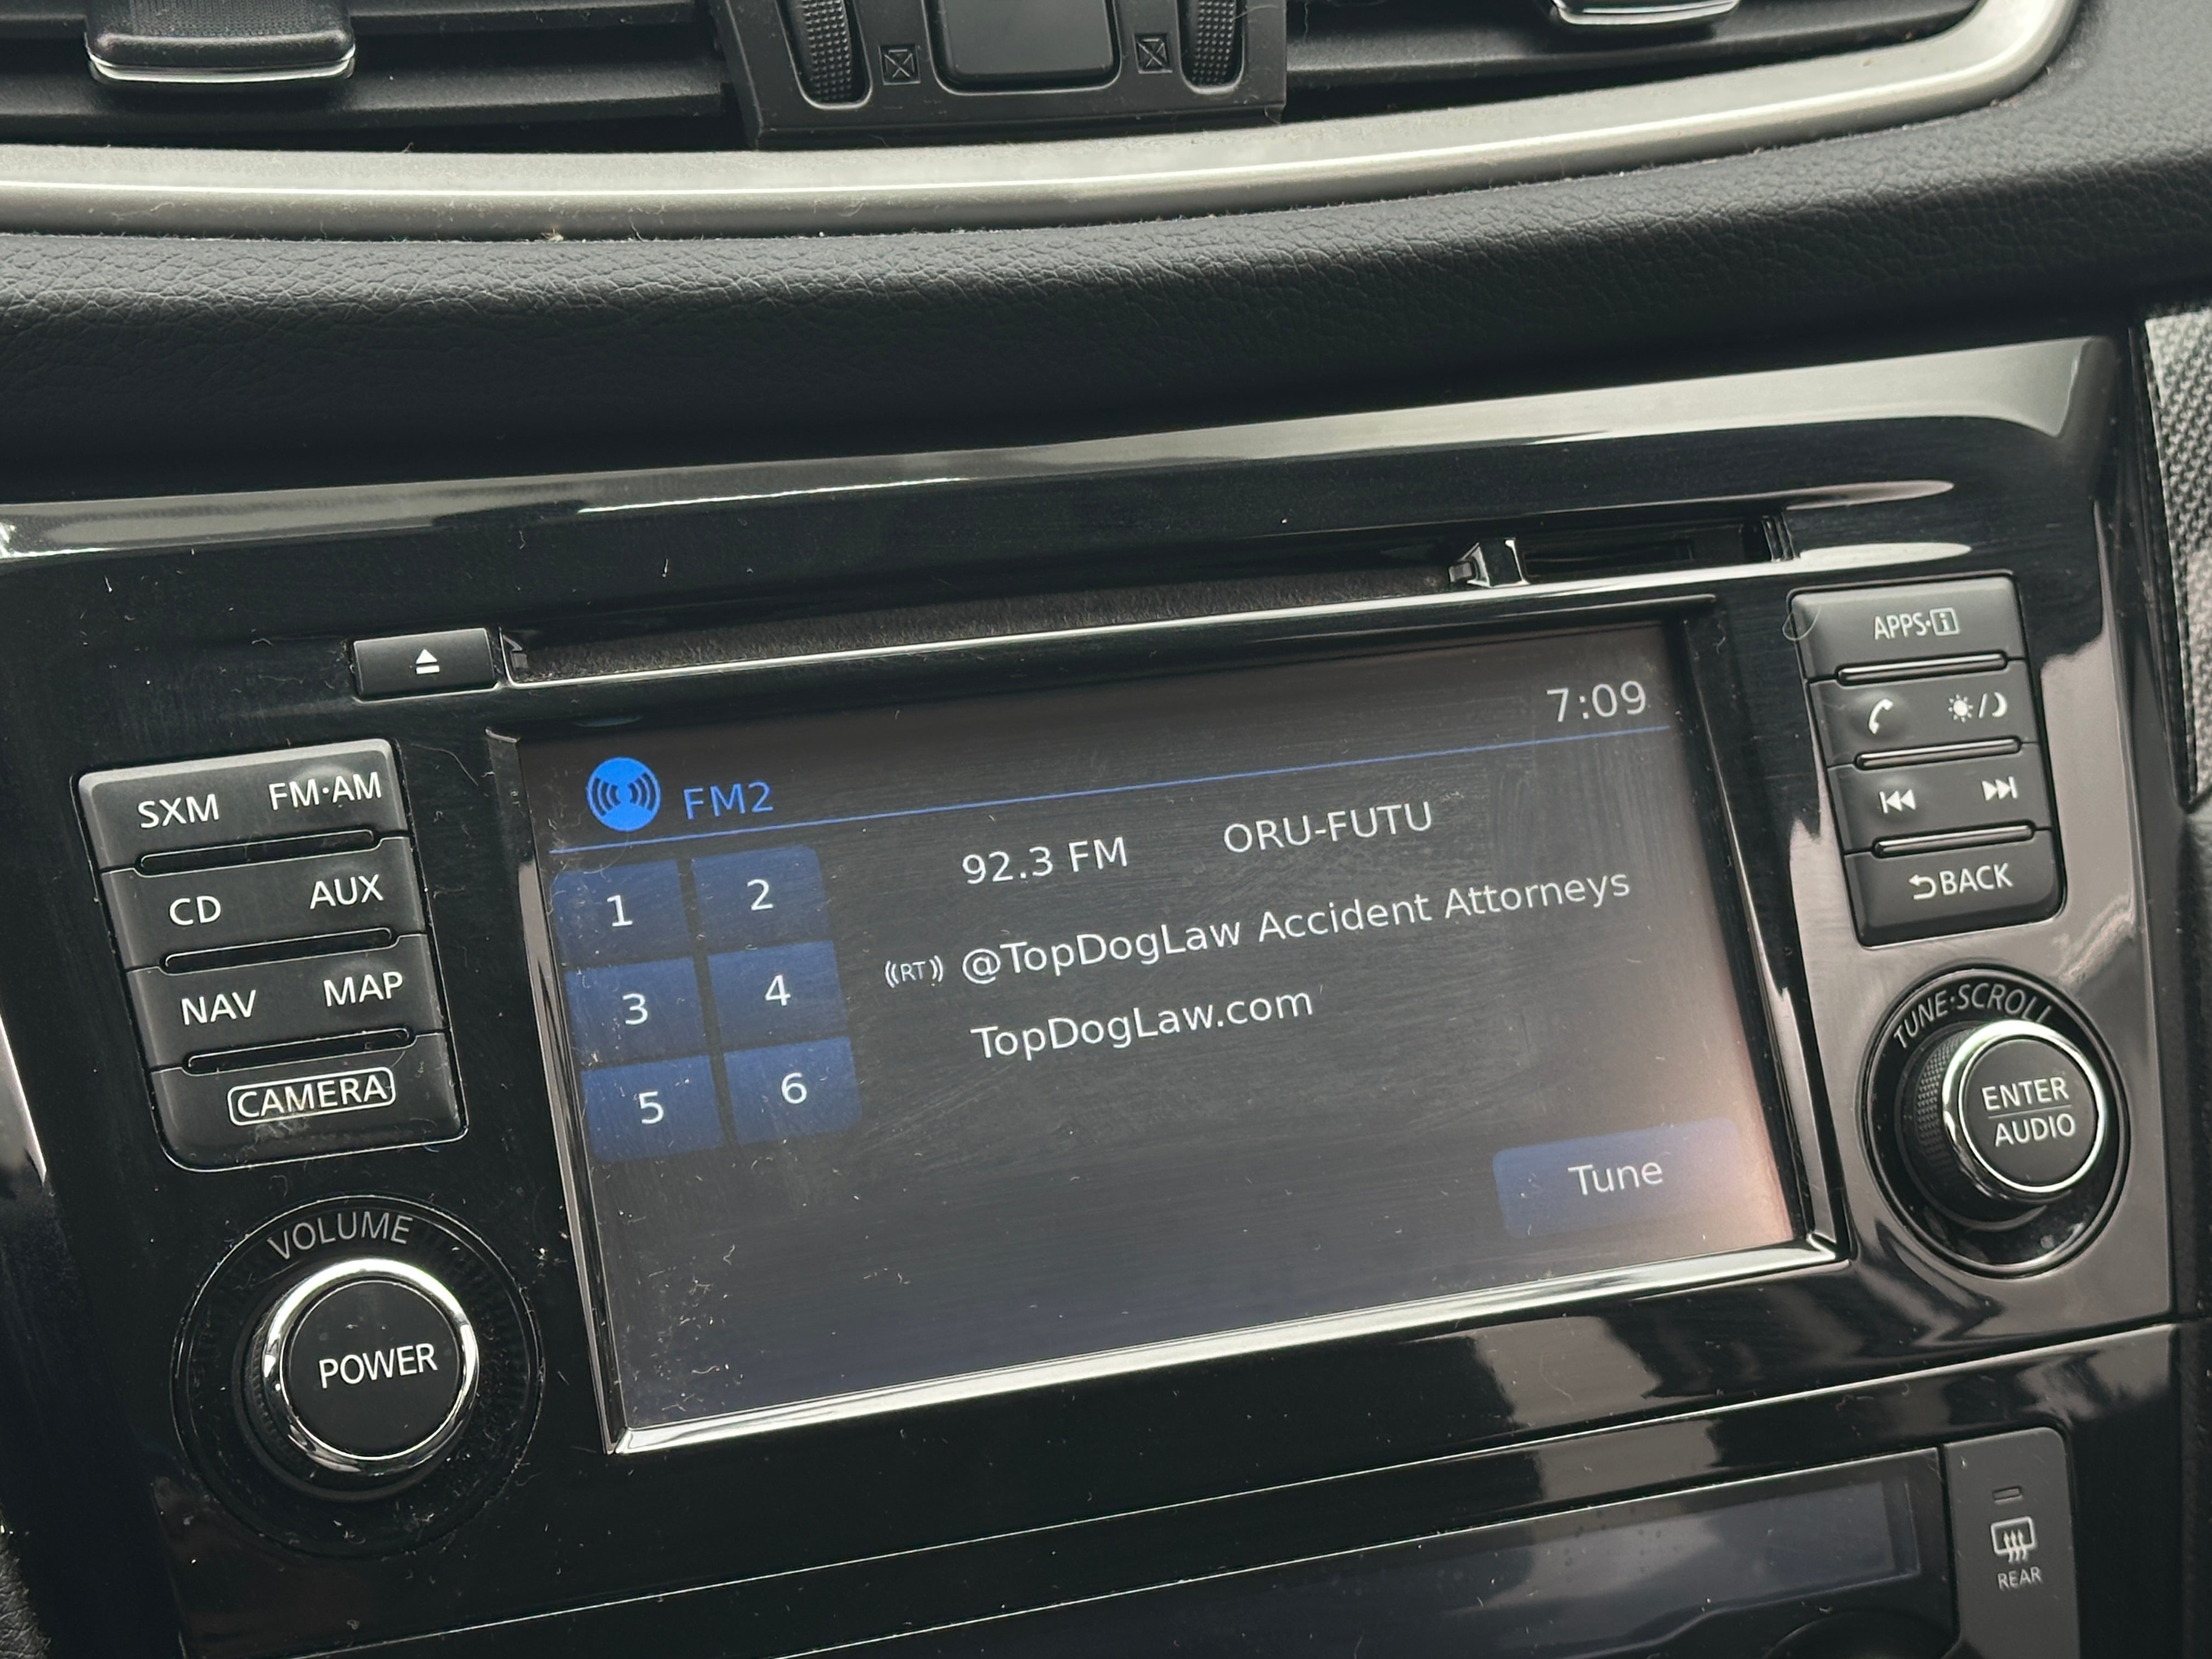 APPS·i
7:09
FM2
SXM FM·AM
92.3 FM ORU-FUTU
CD AUX
1 2
((RT)) @TopDogLaw Accident Attorneys
BACK
NAV MAP
3 4
TopDogLaw.com
TUNE·SCROLL
CAMERA
5 6
ENTER
AUDIO
Tune
VOLUME
POWER
REAR